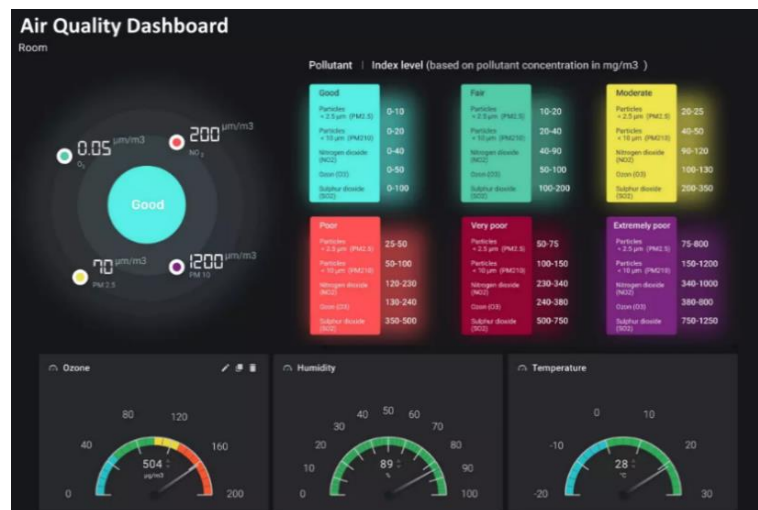 Air Quality Dashboard
Room
Pollutant | Index level (based on pollutant concentration in mg/m3 )
0.05 µm/m3
O₃
200 µm/m3
NO₂
Good
70 µm/m3
PM 2.5
1200 µm/m3
PM 10
Good
Particles
< 2.5 µm (PM2.5) 0-10
Particles
< 10 µm (PM210) 0-20
Nitrogen dioxide
(NO2) 0-40
Ozon (O3) 0-50
Sulphur dioxide
(SO2) 0-100
Fair
Particles
< 2.5 µm (PM2.5) 10-20
Particles
< 10 µm (PM210) 20-40
Nitrogen dioxide
(NO2) 40-90
Ozon (O3) 50-100
Sulphur dioxide
(SO2) 100-200
Moderate
Particles
< 2.5 µm (PM2.5) 20-25
Particles
< 10 µm (PM210) 40-50
Nitrogen dioxide
(NO2) 90-120
Ozon (O3) 100-130
Sulphur dioxide
(SO2) 200-350
Poor
Particles
< 2.5 µm (PM2.5) 25-50
Particles
< 10 µm (PM210) 50-100
Nitrogen dioxide
(NO2) 120-230
Ozon (O3) 130-240
Sulphur dioxide
(SO2) 350-500
Very poor
Particles
< 2.5 µm (PM2.5) 50-75
Particles
< 10 µm (PM210) 100-150
Nitrogen dioxide
(NO2) 230-340
Ozon (O3) 240-380
Sulphur dioxide
(SO2) 500-750
Extremely poor
Particles
< 2.5 µm (PM2.5) 75-800
Particles
< 10 µm (PM210) 150-1200
Nitrogen dioxide
(NO2) 340-1000
Ozon (O3) 380-800
Sulphur dioxide
(SO2) 750-1250
Ozone
0 40 80 120 160 200
504
µg/m3
Humidity
0 10 20 30 40 50 60 70 80 90 100
89
%
Temperature
-20 -10 0 10 20 30
28
°C